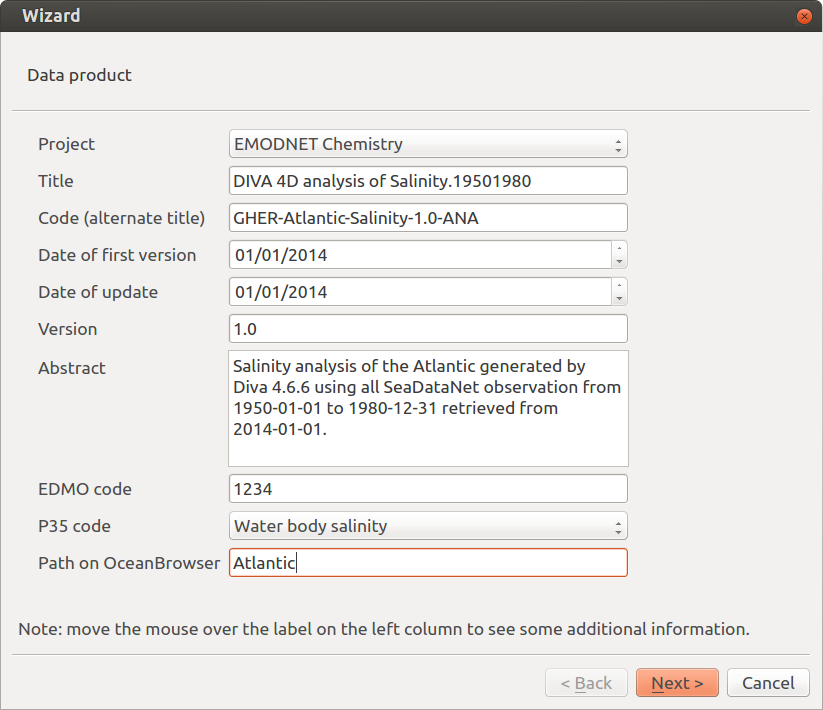 Wizard
Data product
Project EMODNET Chemistry
Title DIVA 4D analysis of Salinity.19501980
Code (alternate title) GHER-Atlantic-Salinity-1.0-ANA
Date of first version 01/01/2014
Date of update 01/01/2014
Version 1.0
Abstract Salinity analysis of the Atlantic generated by
Diva 4.6.6 using all SeaDataNet observation from
1950-01-01 to 1980-12-31 retrieved from
2014-01-01.
EDMO code 1234
P35 code Water body salinity
Path on OceanBrowser Atlantic
Note: move the mouse over the label on the left column to see some additional information.
< Back Next > Cancel